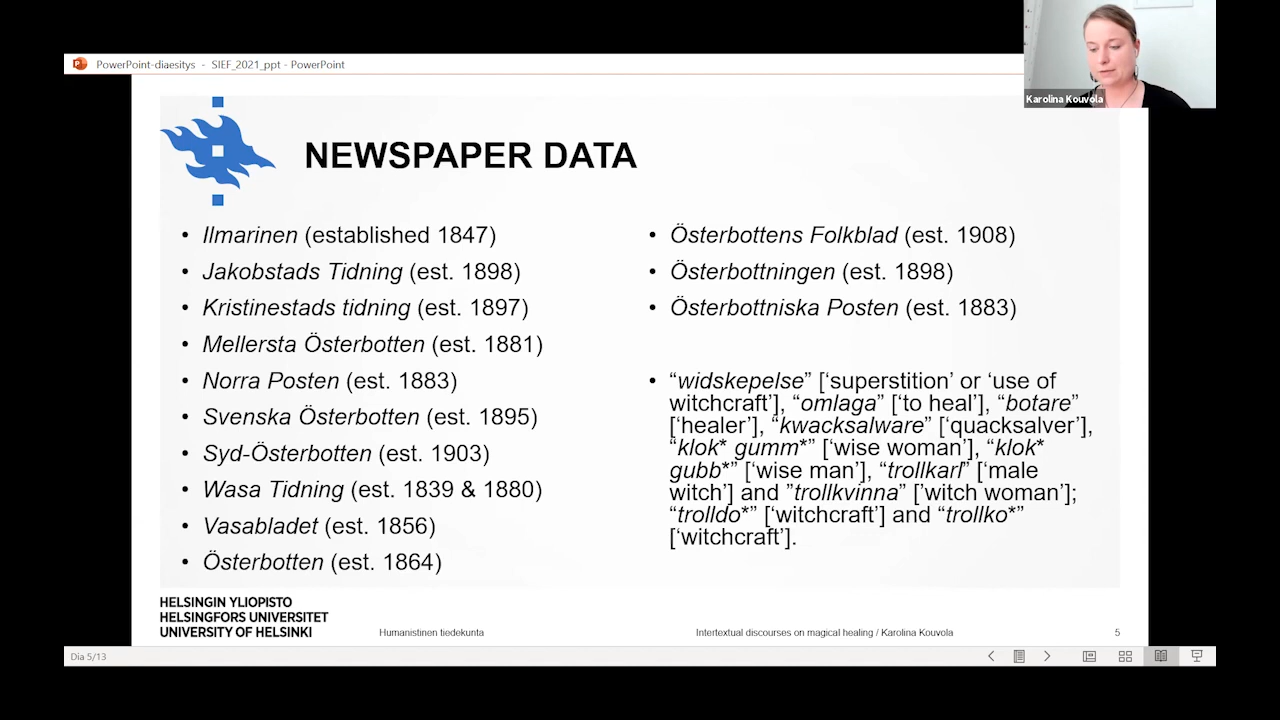 PowerPoint-diaesitys - SIEF_2021_ppt - PowerPoint
Karolina Kouvola
NEWSPAPER DATA
• Ilmarinen (established 1847)
• Jakobstads Tidning (est. 1898)
• Kristinestads tidning (est. 1897)
• Mellersta Österbotten (est. 1881)
• Norra Posten (est. 1883)
• Svenska Österbotten (est. 1895)
• Syd-Österbotten (est. 1903)
• Wasa Tidning (est. 1839 & 1880)
• Vasabladet (est. 1856)
• Österbotten (est. 1864)
• Österbottens Folkblad (est. 1908)
• Österbottningen (est. 1898)
• Österbottniska Posten (est. 1883)
• “widskepelse” [‘superstition’ or ‘use of
witchcraft’], “omlaga” [‘to heal’], “botare”
[‘healer’], “kwacksalware” [‘quacksalver’],
“klok* gumm*” [‘wise woman’], “klok*
gubb*” [‘wise man’], “trollkarl” [‘male
witch’] and ”trollkvinna” [’witch woman’];
“trolldo*” [‘witchcraft’] and “trollko*”
[‘witchcraft’].
HELSINGIN YLIOPISTO
HELSINGFORS UNIVERSITET
UNIVERSITY OF HELSINKI
Humanistinen tiedekunta
Intertextual discourses on magical healing / Karolina Kouvola
5
Dia 5/13